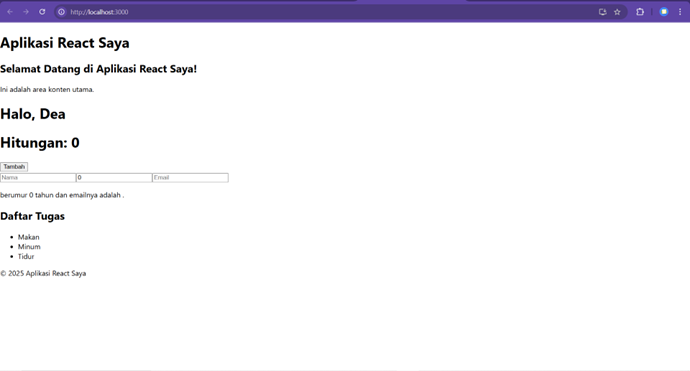 http://localhost:3000
Aplikasi React Saya
Selamat Datang di Aplikasi React Saya!
Ini adalah area konten utama.
Halo, Dea
Hitungan: 0
Tambah
Nama 0 Email
berumur 0 tahun dan emailnya adalah .
Daftar Tugas
• Makan
• Minum
• Tidur
© 2025 Aplikasi React Saya